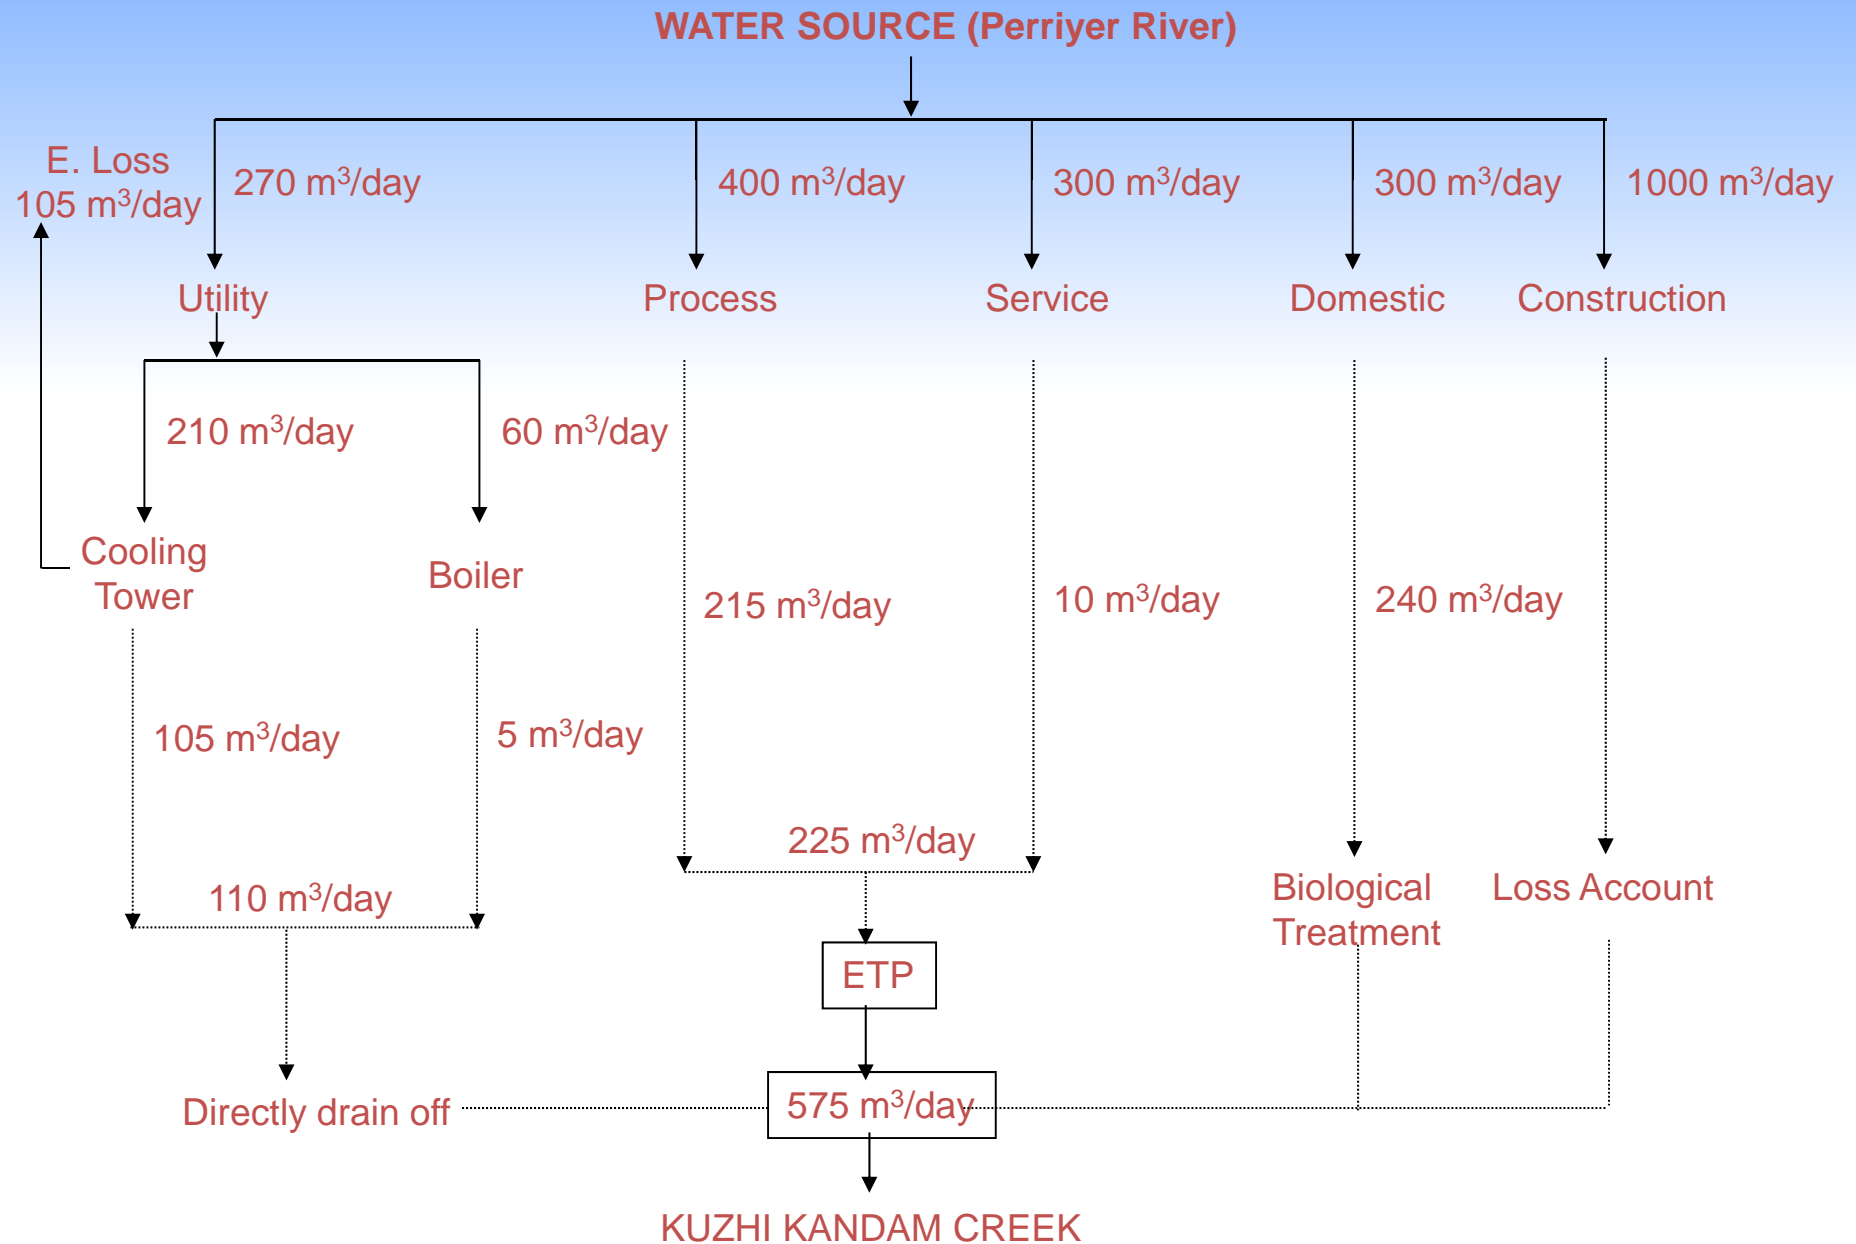 WATER SOURCE (Perriyer River)
E. Loss
105 m³/day
270 m³/day
400 m³/day
300 m³/day
300 m³/day
1000 m³/day
Utility
Process
Service
Domestic
Construction
210 m³/day
60 m³/day
Cooling
Tower
Boiler
215 m³/day
10 m³/day
240 m³/day
105 m³/day
5 m³/day
225 m³/day
110 m³/day
Biological
Treatment
Loss Account
ETP
Directly drain off
575 m³/day
KUZHI KANDAM CREEK